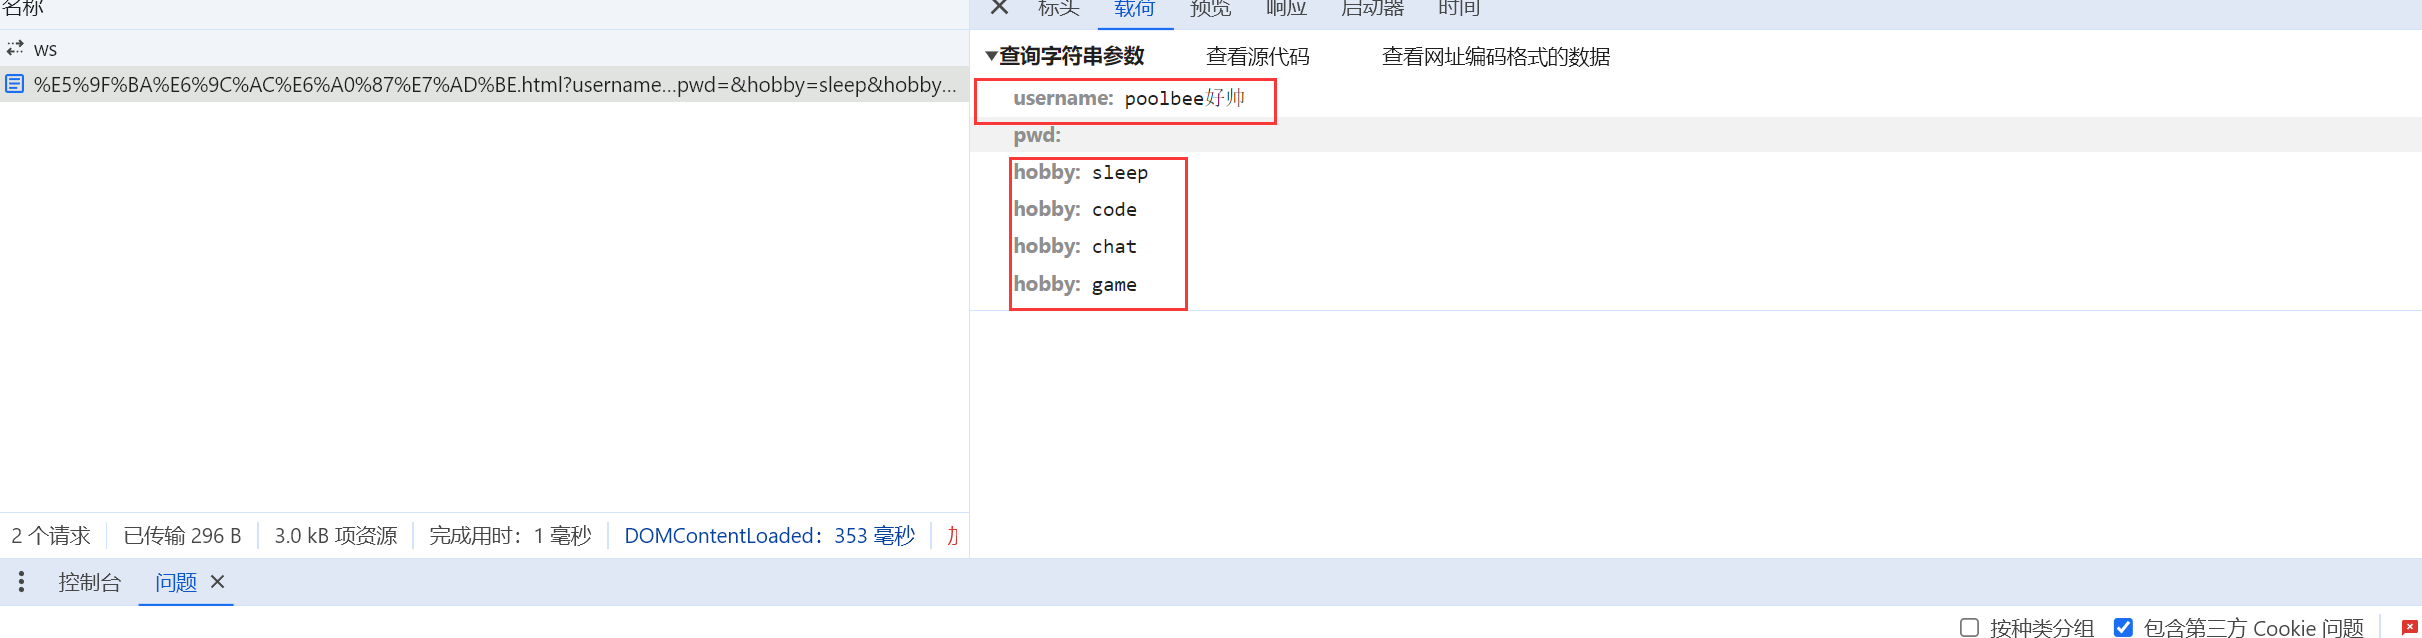 名称
ws
%E5%9F%BA%E6%9C%AC%E6%A0%87%E7%AD%BE.html?username...pwd=&hobby=sleep&hobby...
2 个请求 已传输 296 B 3.0 kB 项资源 完成用时：1 毫秒 DOMContentLoaded：353 毫秒
标头 载荷 预览 响应 启动器 时间
▼查询字符串参数 查看源代码 查看网址编码格式的数据
username: poolbee好帅
pwd:
hobby: sleep
hobby: code
hobby: chat
hobby: game
控制台 问题
按种类分组 包含第三方 Cookie 问题